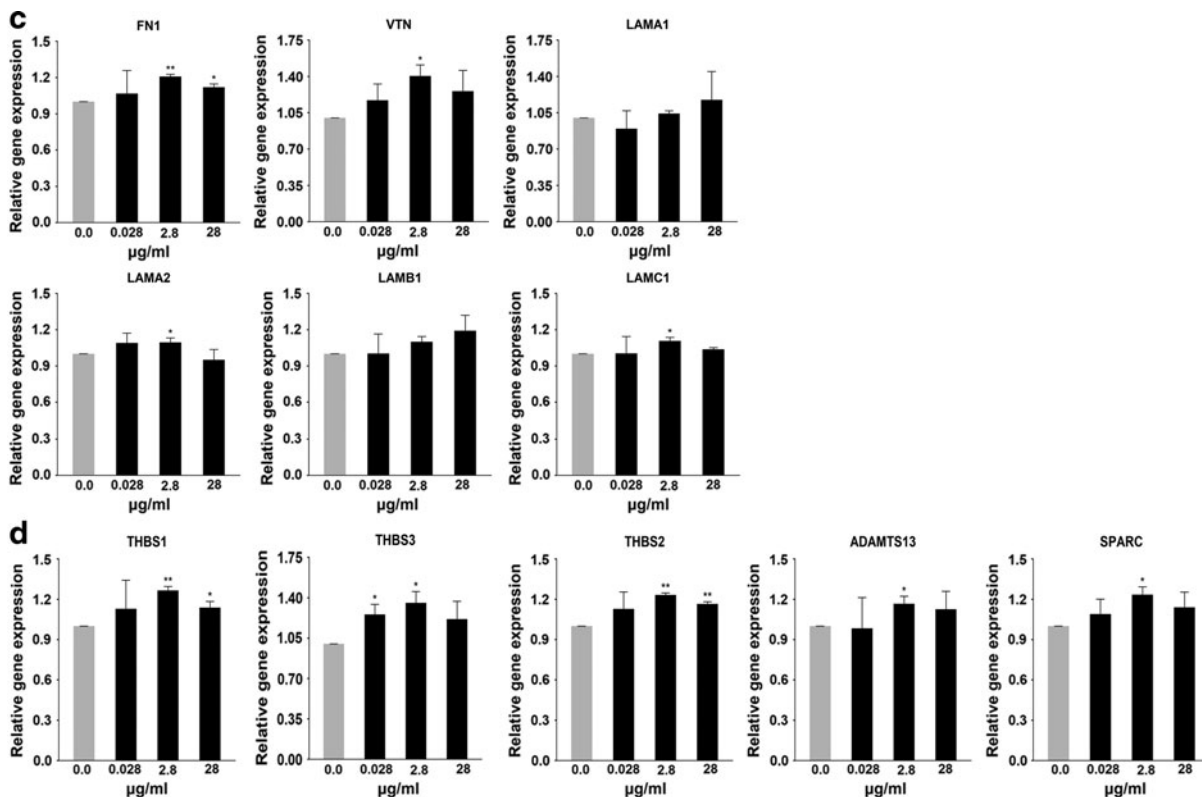 c
FN1
VTN
LAMA1
Relative gene expression
1.5
1.2
0.9
0.6
0.3
0.0
** *
0.0 0.028 2.8 28
µg/ml
Relative gene expression
1.75
1.40
1.05
0.70
0.35
0.00
*
0.0 0.028 2.8 28
µg/ml
Relative gene expression
1.75
1.40
1.05
0.70
0.35
0.00
0.0 0.028 2.8 28
µg/ml
LAMA2
LAMB1
LAMC1
Relative gene expression
1.5
1.2
0.9
0.6
0.3
0.0
*
0.0 0.028 2.8 28
µg/ml
Relative gene expression
1.5
1.2
0.9
0.6
0.3
0.0
0.0 0.028 2.8 28
µg/ml
Relative gene expression
1.5
1.2
0.9
0.6
0.3
0.0
*
0.0 0.028 2.8 28
µg/ml
d
THBS1
THBS3
THBS2
ADAMTS13
SPARC
Relative gene expression
1.5
1.2
0.9
0.6
0.3
0.0
** *
0.0 0.028 2.8 28
µg/ml
Relative gene expression
1.75
1.40
1.05
0.70
0.35
0.00
* *
0.0 0.028 2.8 28
µg/ml
Relative gene expression
1.5
1.2
0.9
0.6
0.3
0.0
** **
0.0 0.028 2.8 28
µg/ml
Relative gene expression
1.5
1.2
0.9
0.6
0.3
0.0
*
0.0 0.028 2.8 28
µg/ml
Relative gene expression
1.5
1.2
0.9
0.6
0.3
0.0
*
0.0 0.028 2.8 28
µg/ml